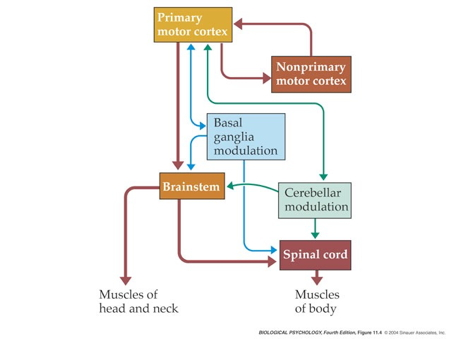 Primary
motor cortex
Nonprimary
motor cortex
Basal
ganglia
modulation
Brainstem
Cerebellar
modulation
Spinal cord
Muscles of
head and neck
Muscles
of body
BIOLOGICAL PSYCHOLOGY, Fourth Edition, Figure 11.4 © 2004 Sinauer Associates, Inc.